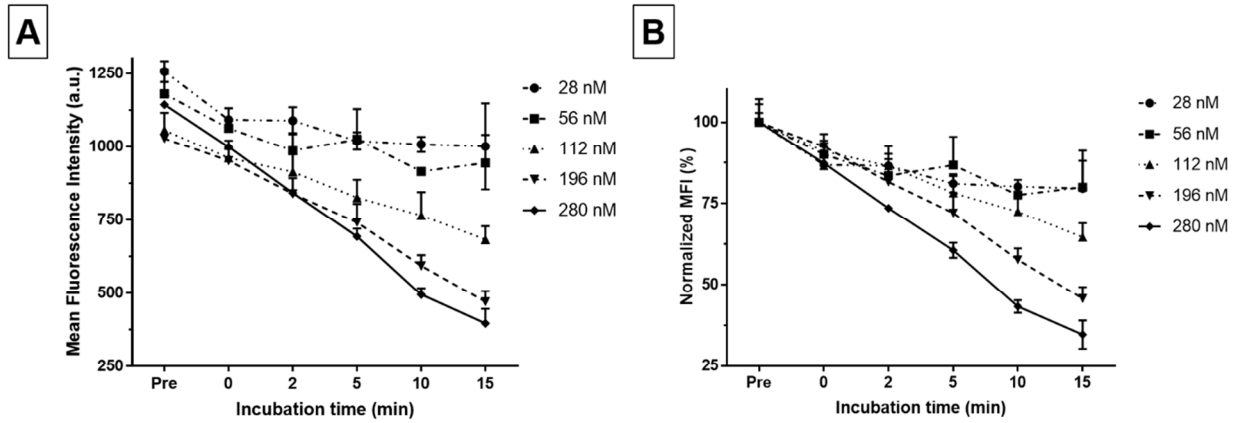 A
Mean Fluorescence Intensity (a.u.)
1250
1000
750
500
250
Pre 0 2 5 10 15
Incubation time (min)
28 nM
56 nM
112 nM
196 nM
280 nM
B
Normalized MFI (%)
100
75
50
25
Pre 0 2 5 10 15
Incubation time (min)
28 nM
56 nM
112 nM
196 nM
280 nM